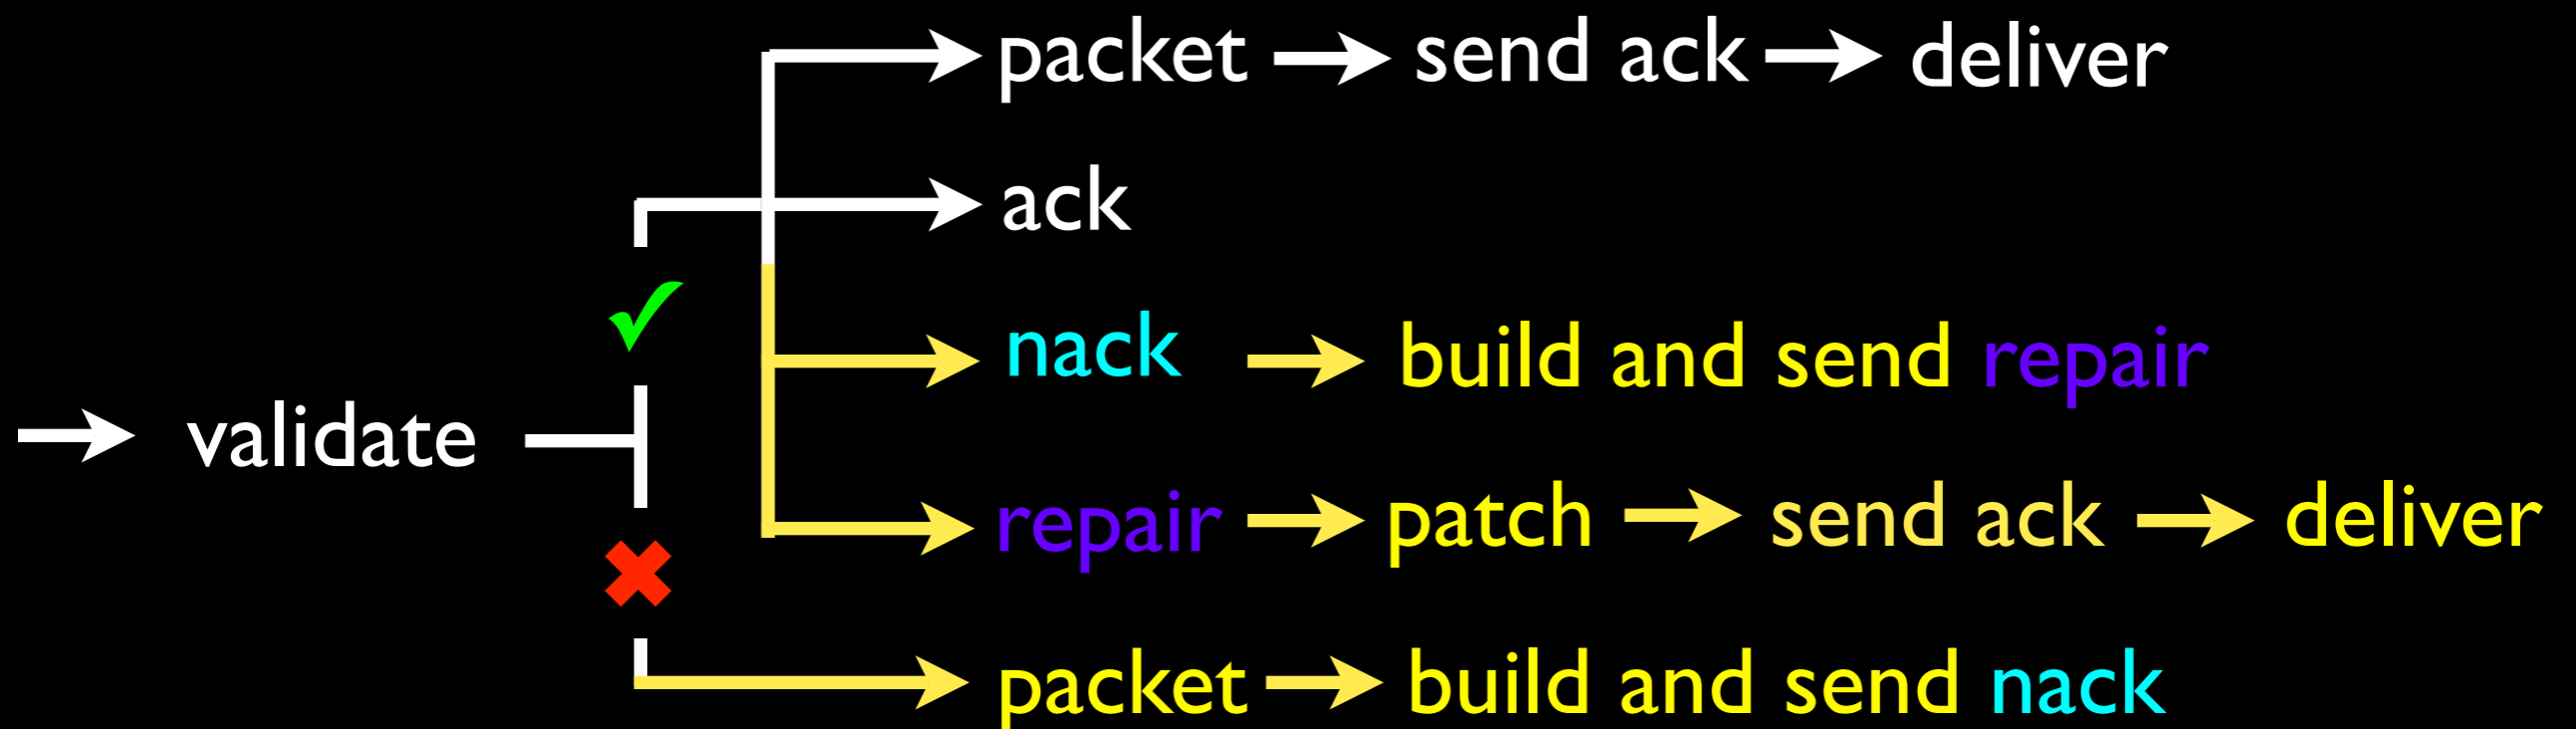 packet send ack deliver
ack
nack build and send repair
validate
repair patch send ack deliver
packet build and send nack